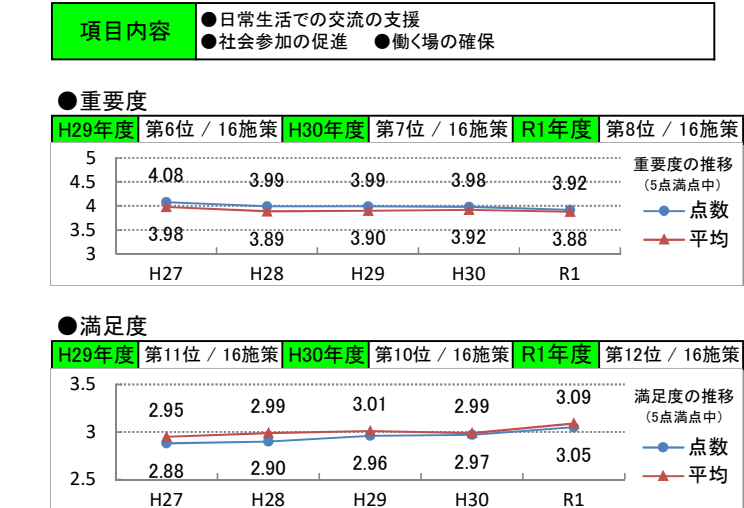 項目内容
●日常生活での交流の支援
●社会参加の促進　●働く場の確保
●重要度
H29年度 第6位 / 16施策 H30年度 第7位 / 16施策 R1年度 第8位 / 16施策
5
4.5
4
3.5
3
4.08 3.99 3.99 3.98 3.92
3.98 3.89 3.90 3.92 3.88
H27 H28 H29 H30 R1
重要度の推移
(5点満点中)
点数
平均
●満足度
H29年度 第11位 / 16施策 H30年度 第10位 / 16施策 R1年度 第12位 / 16施策
3.5
3
2.5
2.95 2.99 3.01 2.99 3.09
2.88 2.90 2.96 2.97 3.05
H27 H28 H29 H30 R1
満足度の推移
(5点満点中)
点数
平均